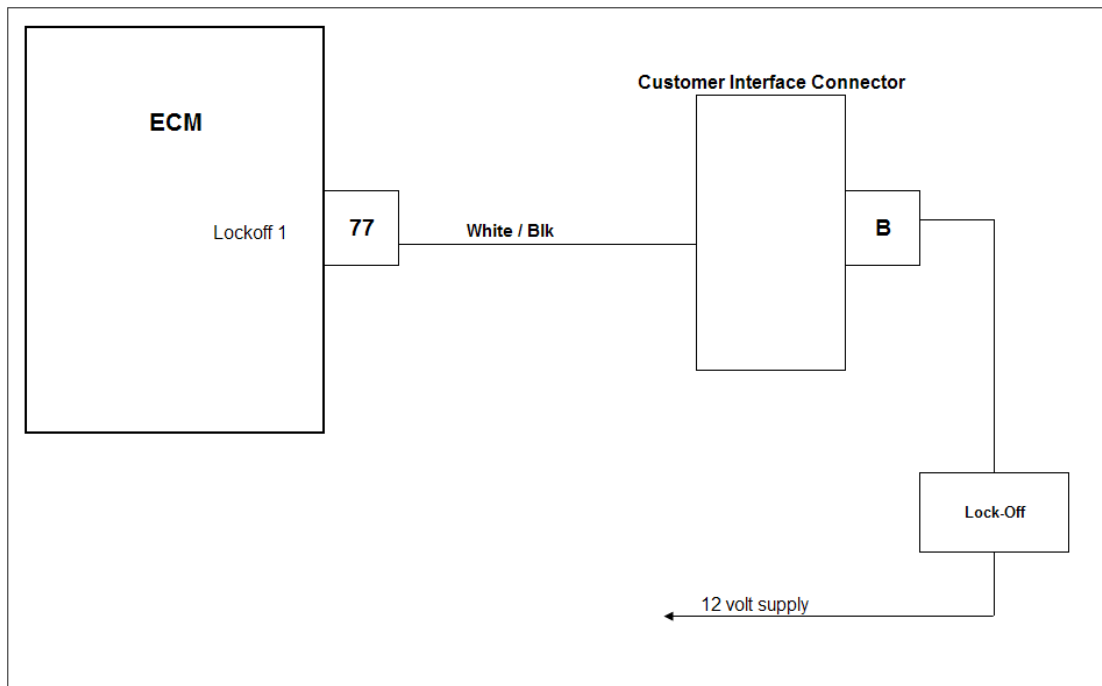 Customer Interface Connector
ECM
Lockoff 1
77
White / Blk
B
Lock-Off
12 volt supply